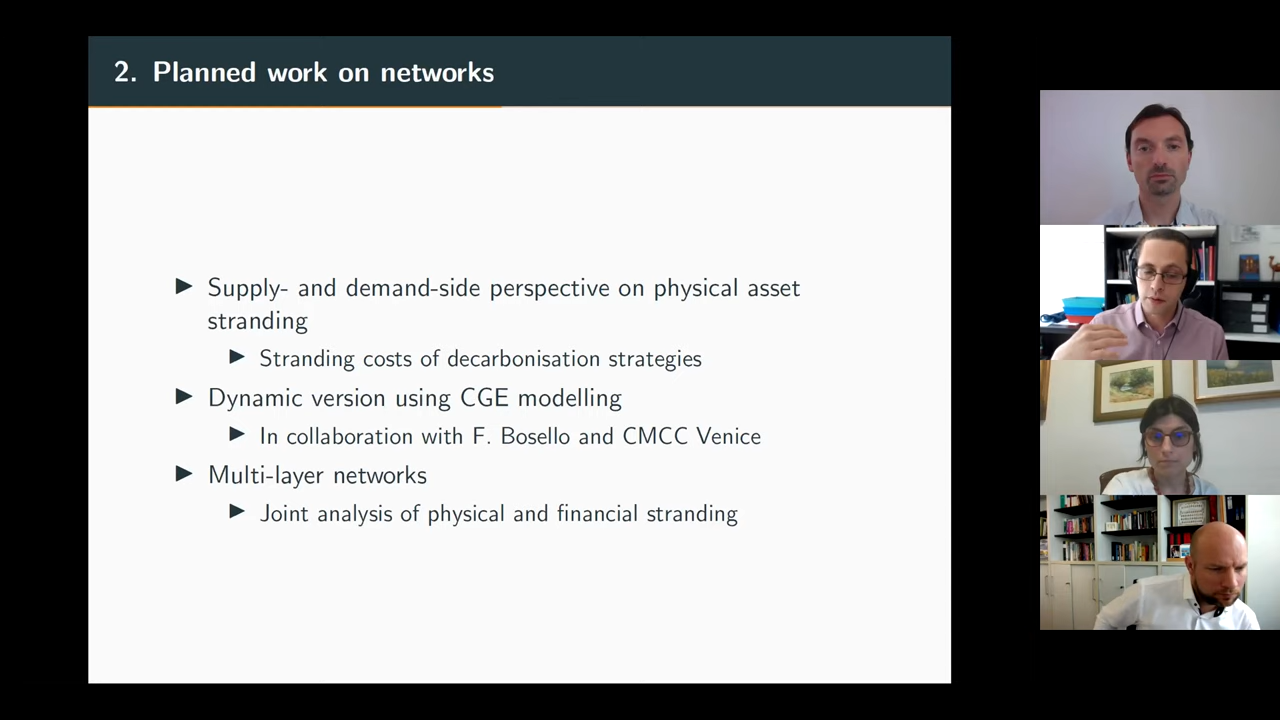 2. Planned work on networks
▶ Supply- and demand-side perspective on physical asset
stranding
▶ Stranding costs of decarbonisation strategies
▶ Dynamic version using CGE modelling
▶ In collaboration with F. Bosello and CMCC Venice
▶ Multi-layer networks
▶ Joint analysis of physical and financial stranding